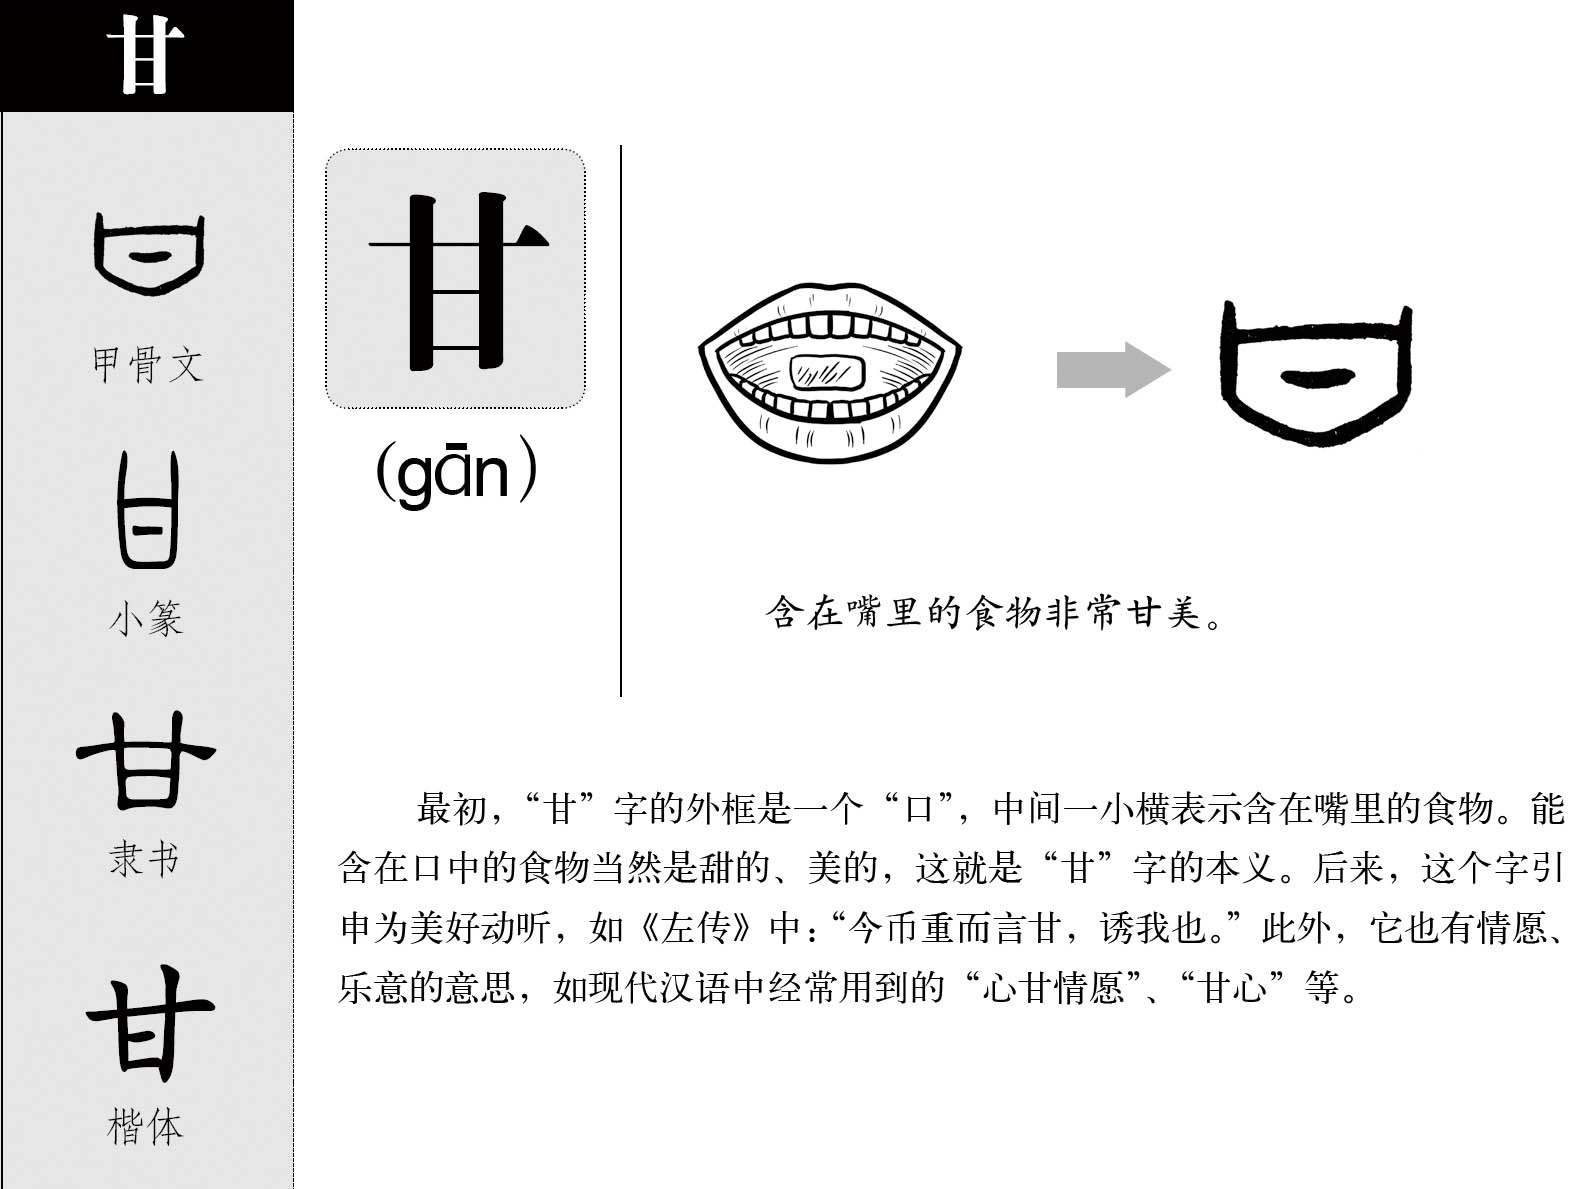 甘
甲骨文
小篆
隶书
楷体
甘
(gān)
含在嘴里的食物非常甘美。
最初，“甘”字的外框是一个“口”，中间一小横表示含在嘴里的食物。能
含在口中的食物当然是甜的、美的，这就是“甘”字的本义。后来，这个字引
申为美好动听，如《左传》中：“今币重而言甘，诱我也。”此外，它也有情愿、
乐意的意思，如现代汉语中经常用到的“心甘情愿”、“甘心”等。